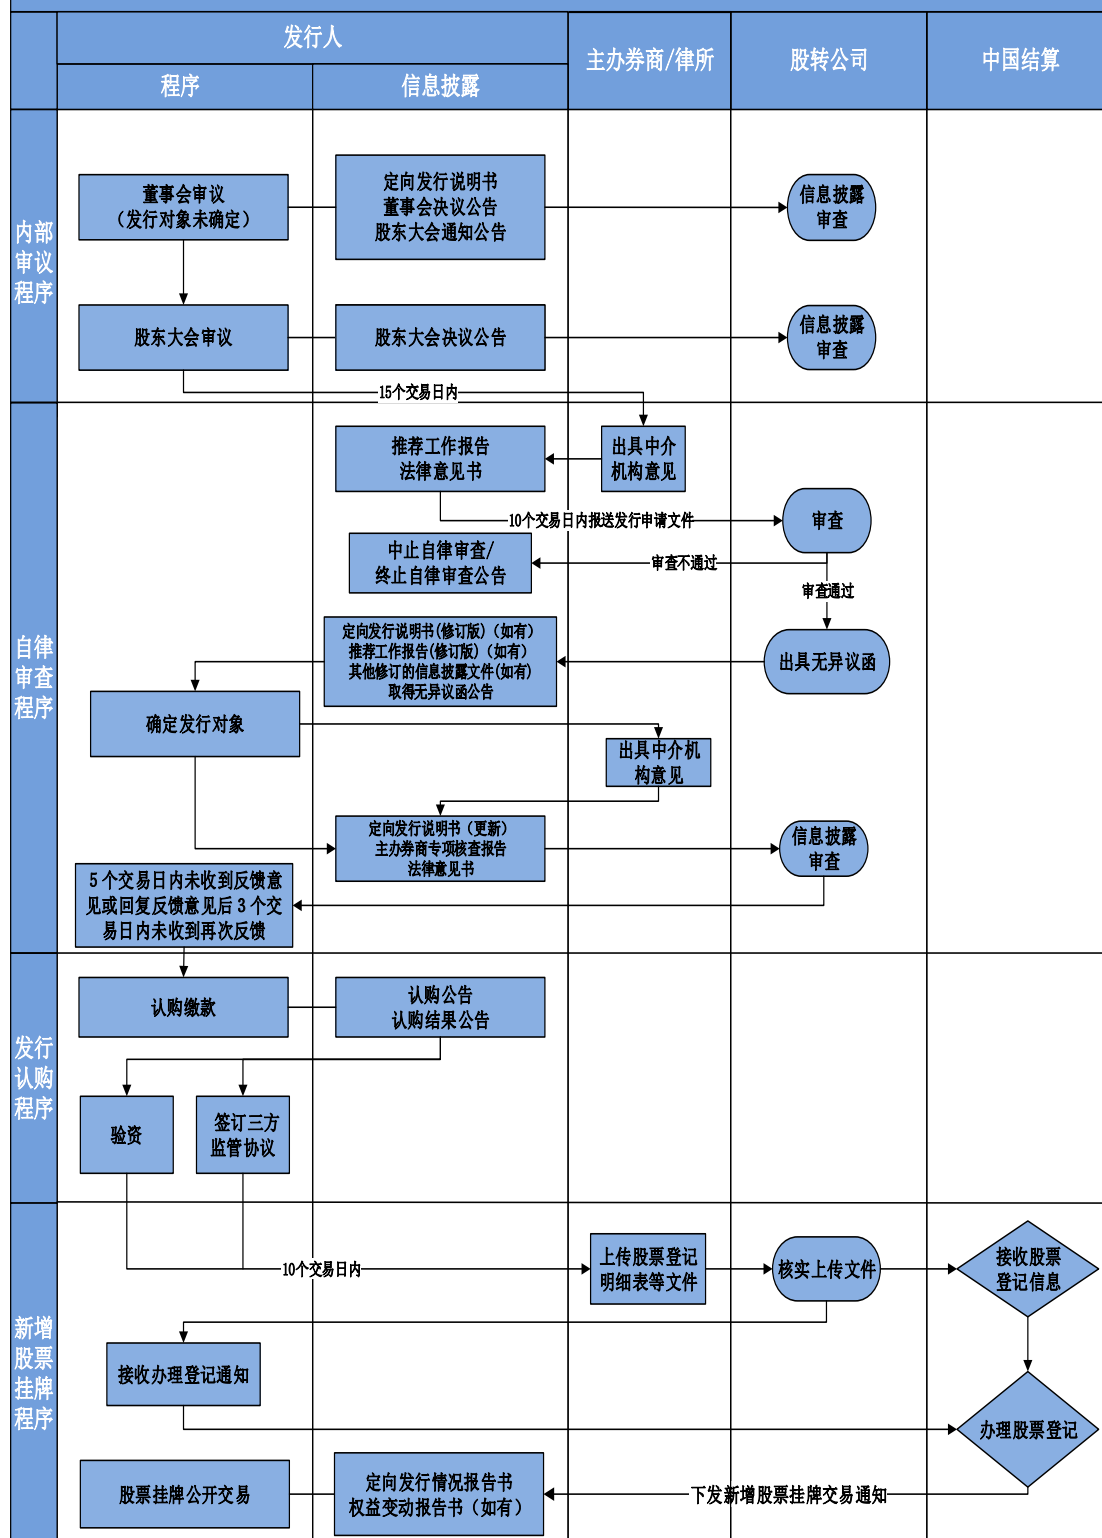 发行人
主办券商/律所
股转公司
中国结算
程序
信息披露
内部
审议
程序
董事会审议
（发行对象未确定）
定向发行说明书
董事会决议公告
股东大会通知公告
信息披露
审查
股东大会审议
股东大会决议公告
信息披露
审查
15个交易日内
自律
审查
程序
推荐工作报告
法律意见书
出具中介
机构意见
10个交易日内报送发行申请文件
审查
中止自律审查/
终止自律审查公告
审查不通过
审查通过
定向发行说明书(修订版)（如有）
推荐工作报告(修订版)（如有）
其他修订的信息披露文件(如有)
取得无异议函公告
出具无异议函
确定发行对象
出具中介机
构意见
定向发行说明书（更新）
主办券商专项核查报告
法律意见书
信息披露
审查
5个交易日内未收到反馈意
见或回复反馈意见后3个交
易日内未收到再次反馈
发行
认购
程序
认购缴款
认购公告
认购结果公告
验资
签订三方
监管协议
新增
股票
挂牌
程序
10个交易日内
上传股票登记
明细表等文件
核实上传文件
接收股票
登记信息
接收办理登记通知
办理股票登记
股票挂牌公开交易
定向发行情况报告书
权益变动报告书（如有）
下发新增股票挂牌交易通知